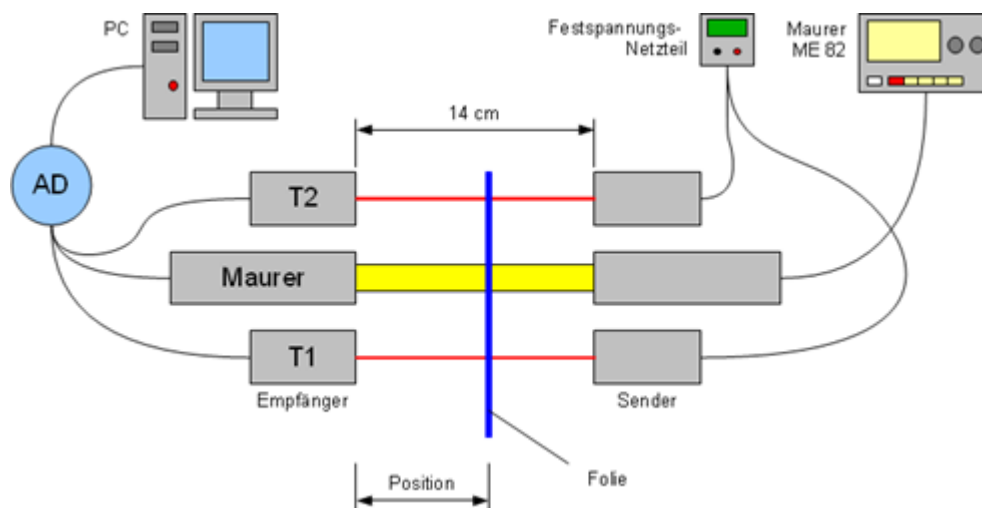 PC
Festspannungs-
Netzteil
Maurer
ME 82
14 cm
AD
T2
Maurer
T1
Empfänger
Sender
Position
Folie